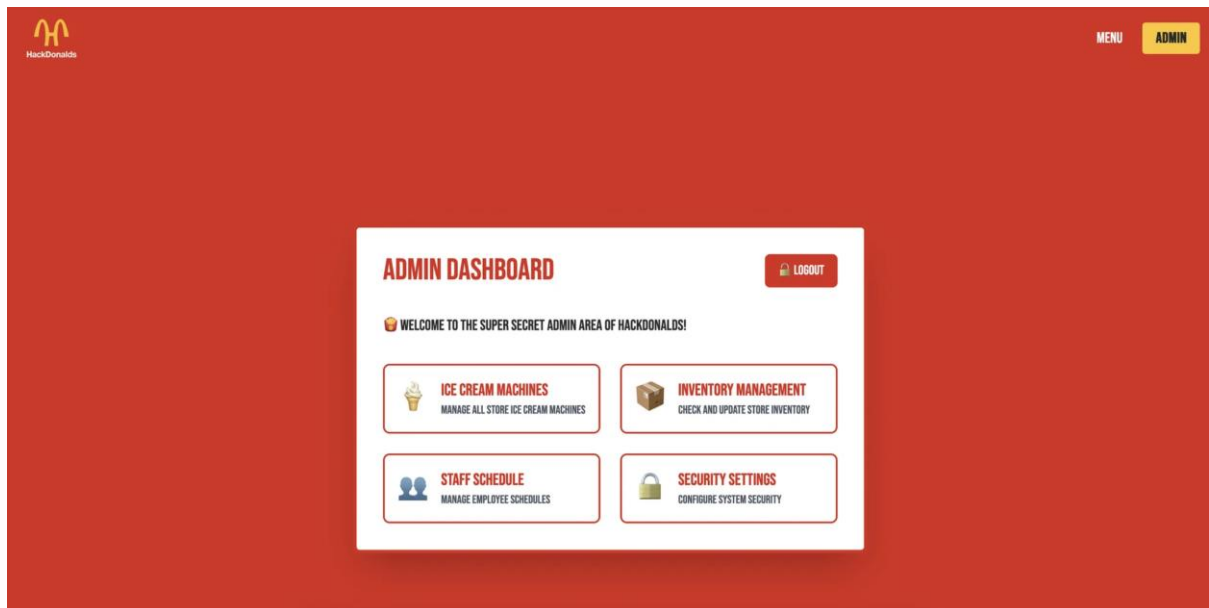 HackDonalds
MENU
ADMIN
ADMIN DASHBOARD
LOGOUT
WELCOME TO THE SUPER SECRET ADMIN AREA OF HACKDONALDS!
ICE CREAM MACHINES
MANAGE ALL STORE ICE CREAM MACHINES
INVENTORY MANAGEMENT
CHECK AND UPDATE STORE INVENTORY
STAFF SCHEDULE
MANAGE EMPLOYEE SCHEDULES
SECURITY SETTINGS
CONFIGURE SYSTEM SECURITY